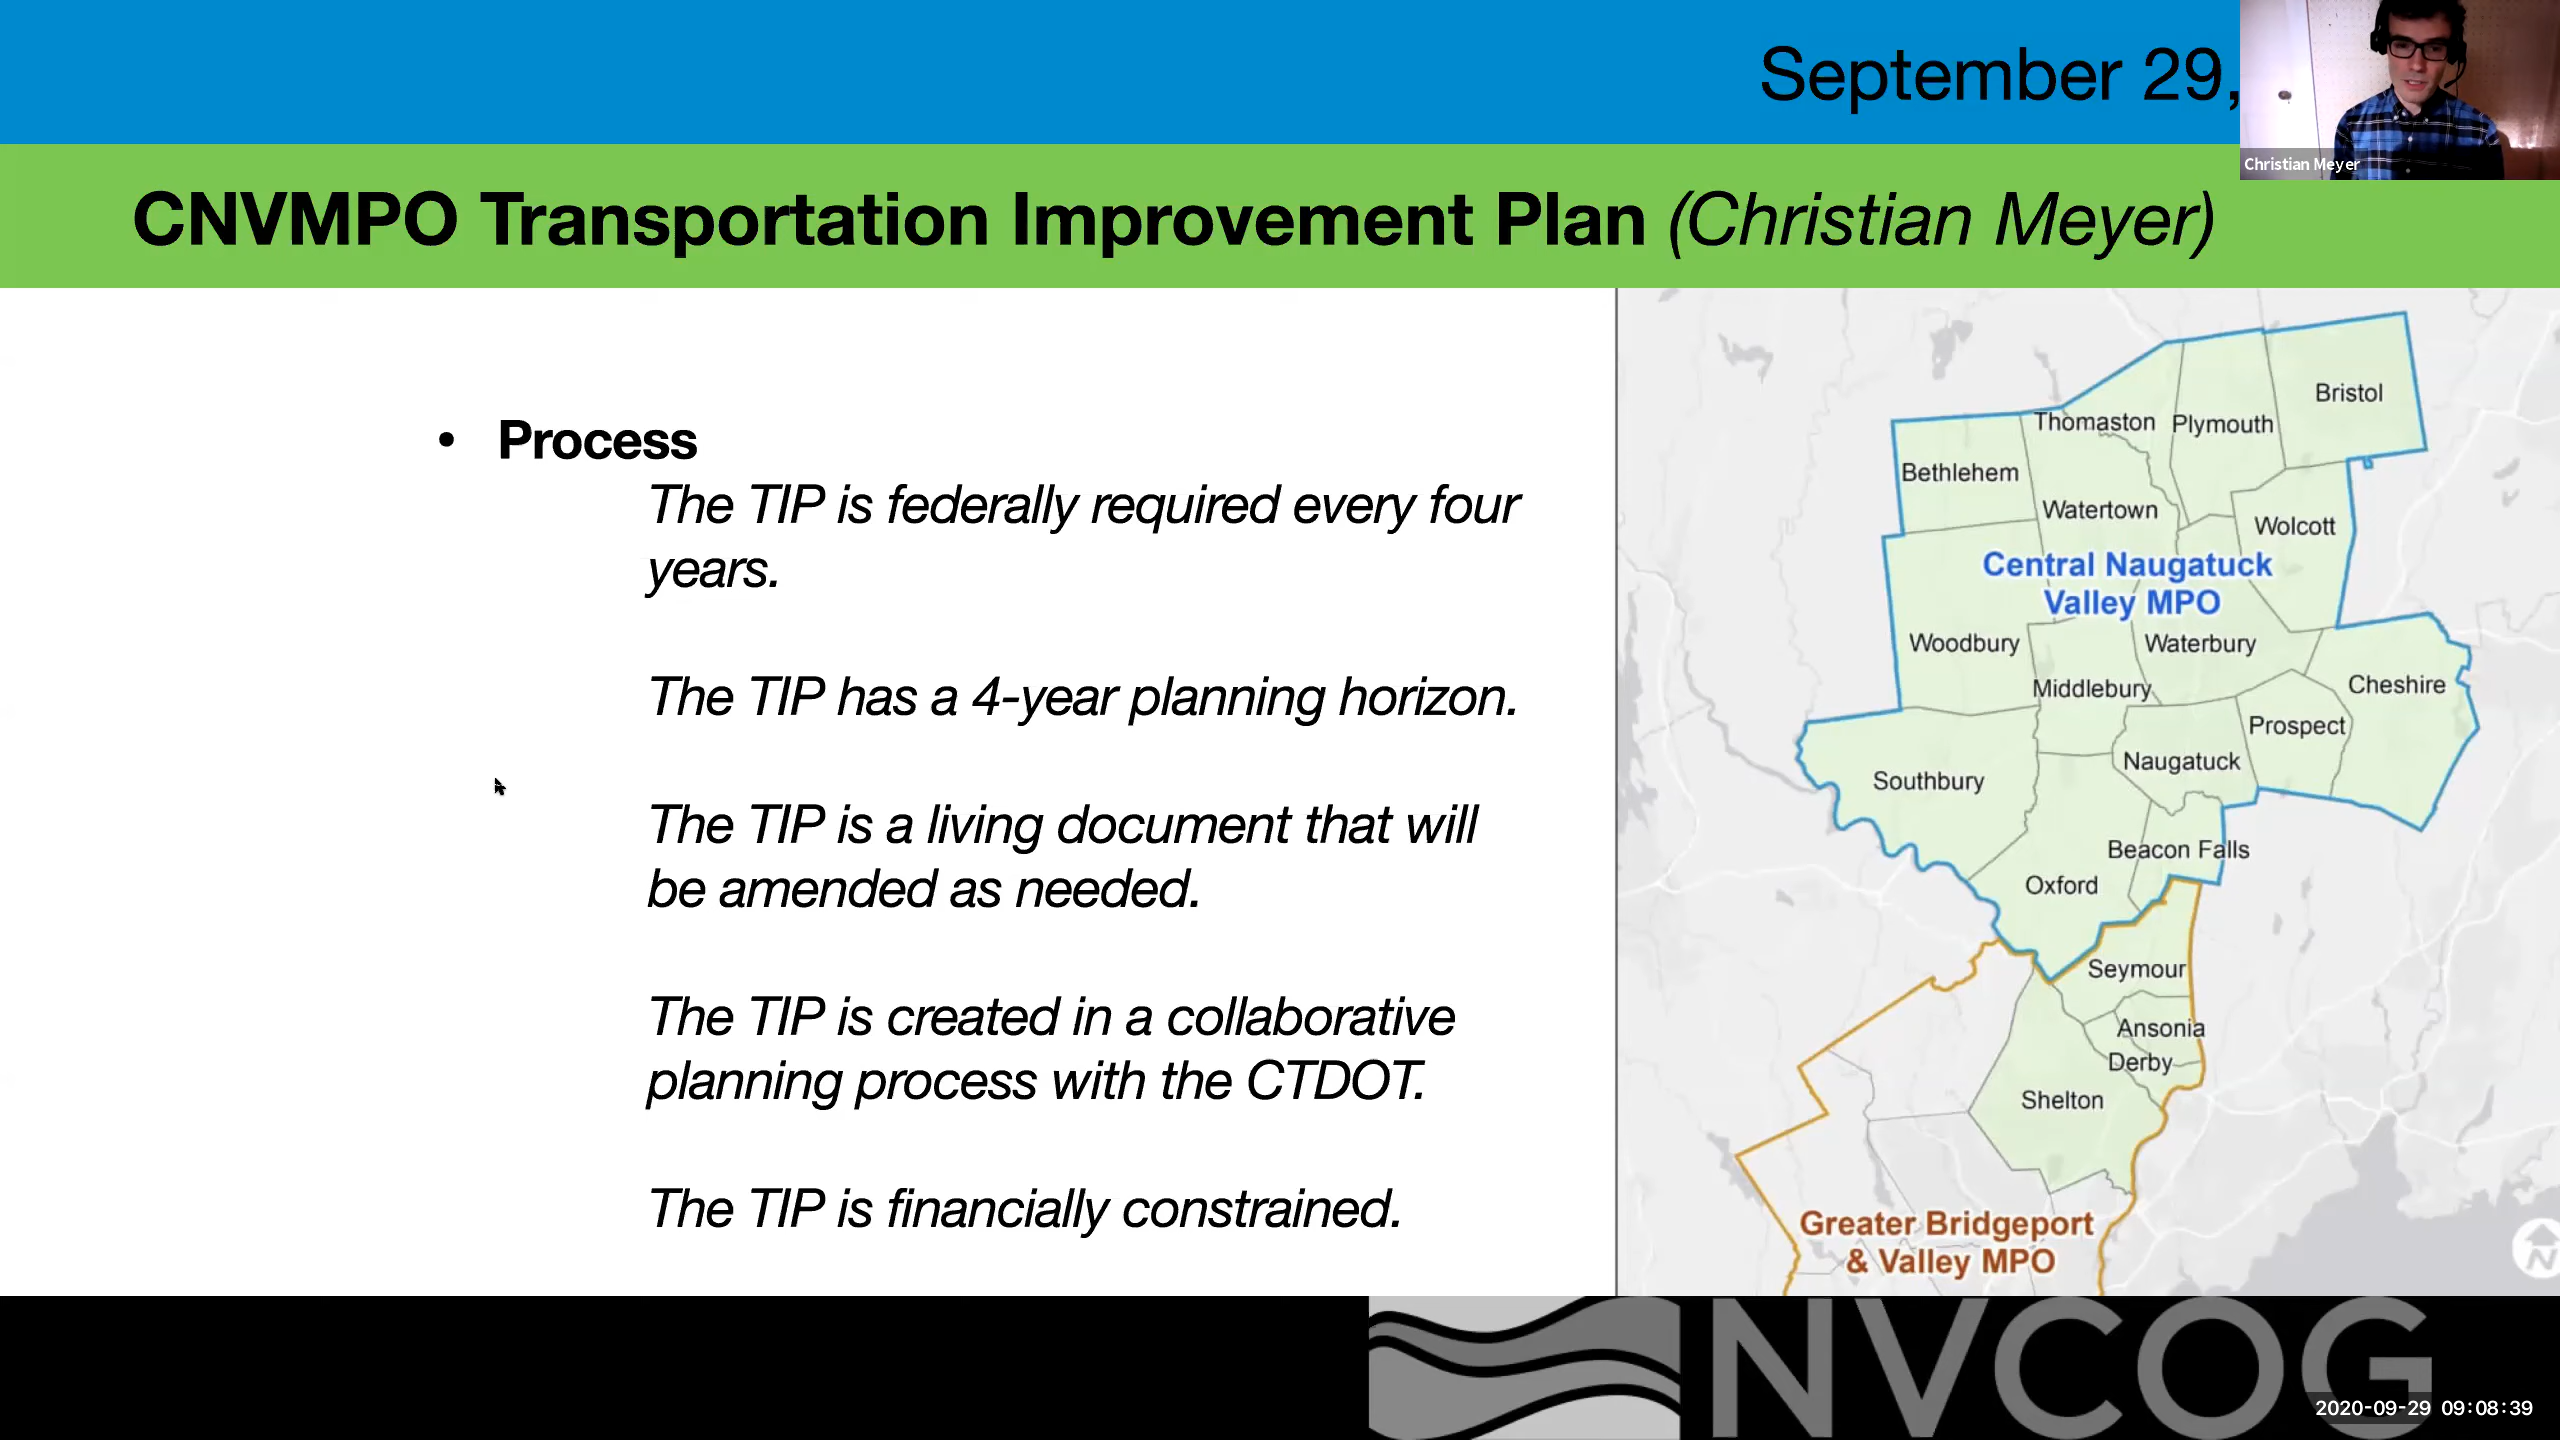 September 29,
Christian Meyer
CNVMPO Transportation Improvement Plan (Christian Meyer)
• Process
The TIP is federally required every four
years.
The TIP has a 4-year planning horizon.
The TIP is a living document that will
be amended as needed.
The TIP is created in a collaborative
planning process with the CTDOT.
The TIP is financially constrained.
Bristol
Thomaston
Plymouth
Bethlehem
Watertown
Wolcott
Central Naugatuck
Valley MPO
Woodbury
Waterbury
Middlebury
Cheshire
Prospect
Naugatuck
Southbury
Beacon Falls
Oxford
Seymour
Ansonia
Derby
Shelton
Greater Bridgeport
& Valley MPO
N
NVCOG
2020-09-29 09:08:39